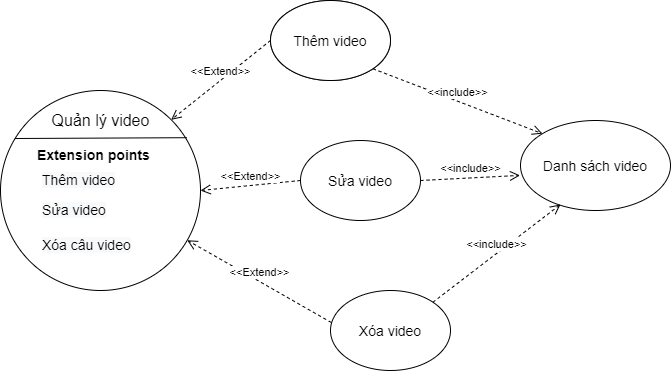 Thêm video
<<Extend>>
<<include>>
Quản lý video
Extension points
Thêm video
Sửa video
Xóa câu video
<<Extend>>
Sửa video
<<include>>
Danh sách video
<<Extend>>
<<include>>
Xóa video